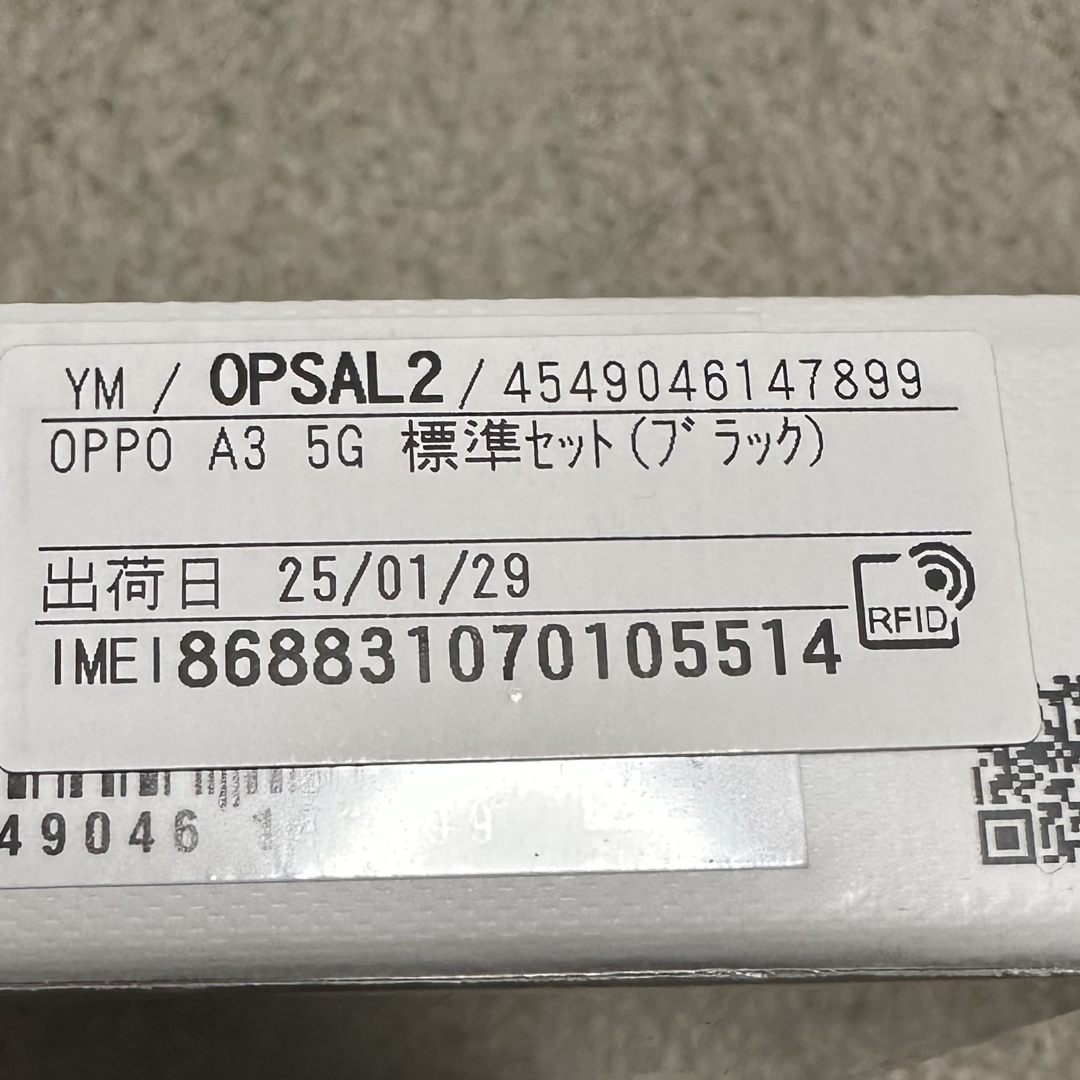 YM / OPSAL2 / 4549046147899
OPPO A3 5G 標準セット(ブラック)
出荷日 25/01/29
RFID
IMEI868831070105514
49046 1